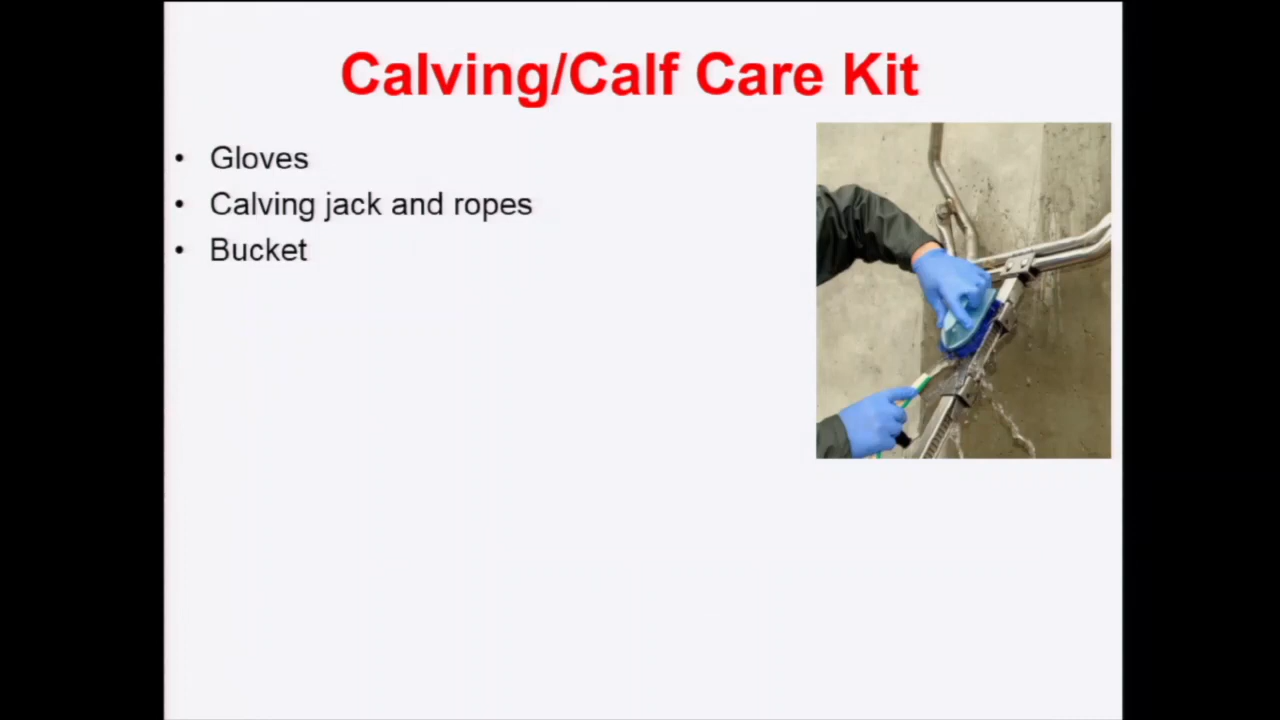 Calving/Calf Care Kit
• Gloves
• Calving jack and ropes
• Bucket